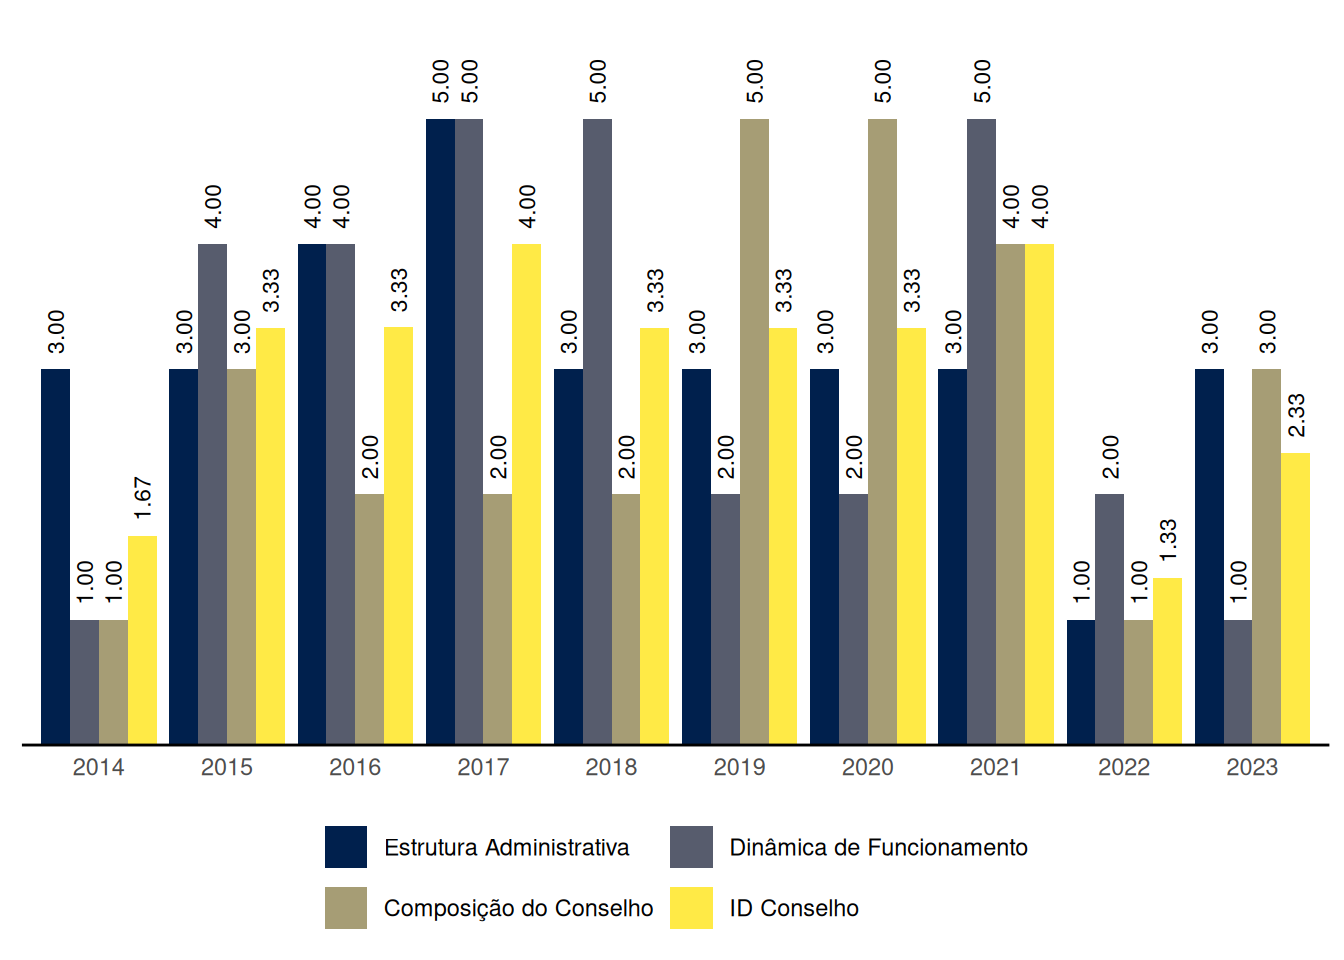 5.00 5.00 5.00 5.00 5.00 5.00
4.00 4.00 4.00 4.00 4.00 4.00
3.00 3.00 3.00 3.33 3.33 3.00 3.33 3.00 3.33 3.00 3.33 3.00 3.00 3.00
2.00 2.00 2.00 2.00 2.00 2.00 2.33
1.67
1.00 1.00 1.00 1.00 1.33 1.00
2014 2015 2016 2017 2018 2019 2020 2021 2022 2023
Estrutura Administrativa Dinâmica de Funcionamento
Composição do Conselho ID Conselho